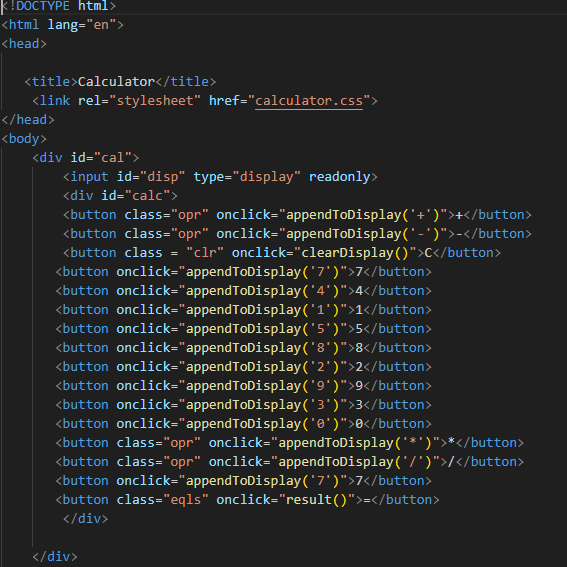 <!DOCTYPE html>
<html lang="en">
<head>
<title>Calculator</title>
<link rel="stylesheet" href="calculator.css">
</head>
<body>
<div id="cal">
<input id="disp" type="display" readonly>
<div id="calc">
<button class="opr" onclick="appendToDisplay('+')">+</button>
<button class="opr" onclick="appendToDisplay('-')">-</button>
<button class = "clr" onclick="clearDisplay()">C</button>
<button onclick="appendToDisplay('7')">7</button>
<button onclick="appendToDisplay('4')">4</button>
<button onclick="appendToDisplay('1')">1</button>
<button onclick="appendToDisplay('5')">5</button>
<button onclick="appendToDisplay('8')">8</button>
<button onclick="appendToDisplay('2')">2</button>
<button onclick="appendToDisplay('9')">9</button>
<button onclick="appendToDisplay('3')">3</button>
<button onclick="appendToDisplay('0')">0</button>
<button class="opr" onclick="appendToDisplay('*')">*</button>
<button class="opr" onclick="appendToDisplay('/')">/</button>
<button onclick="appendToDisplay('7')">7</button>
<button class="eqls" onclick="result()">=</button>
</div>
</div>